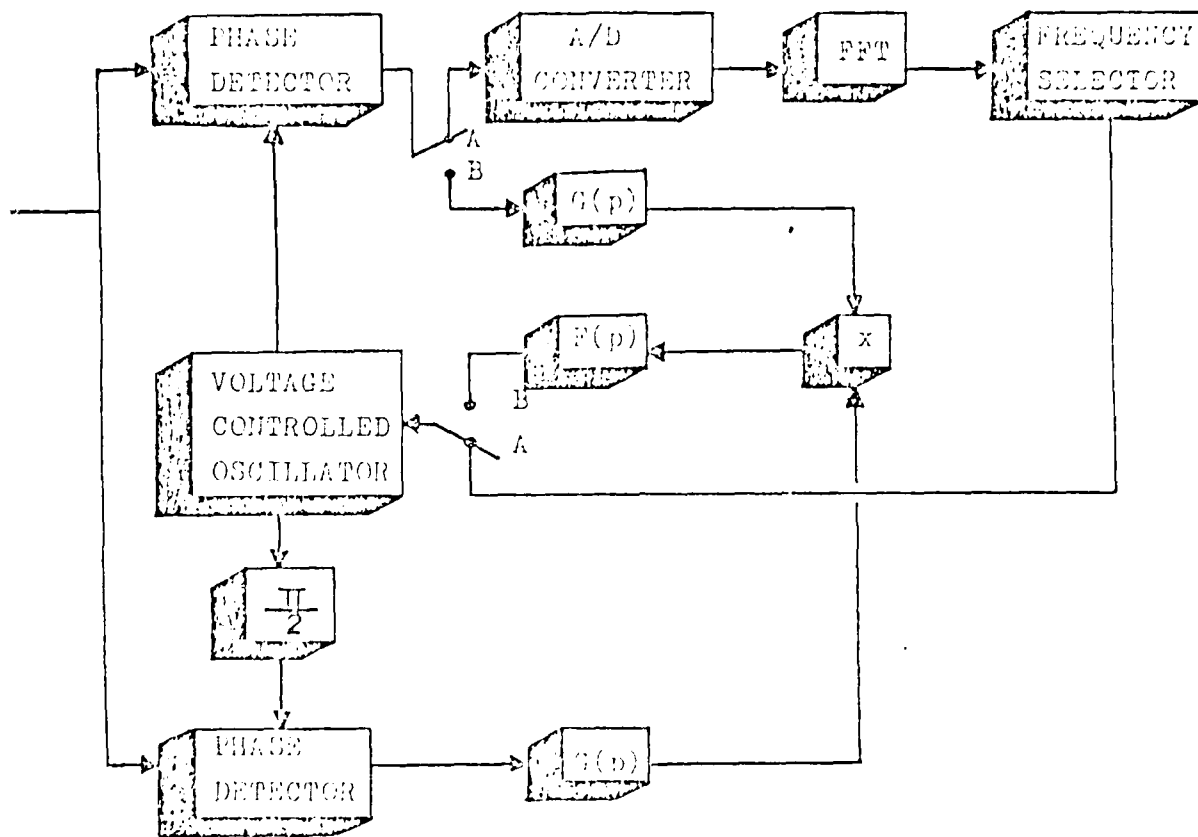 PHASE
DETECTOR
A/D
CONVERTER
FFT
FREQUENCY
SELECTOR
A
B
G(p)
F(p)
x
VOLTAGE
CONTROLLED
OSCILLATOR
B
A
π
2
PHASE
DETECTOR
G(p)